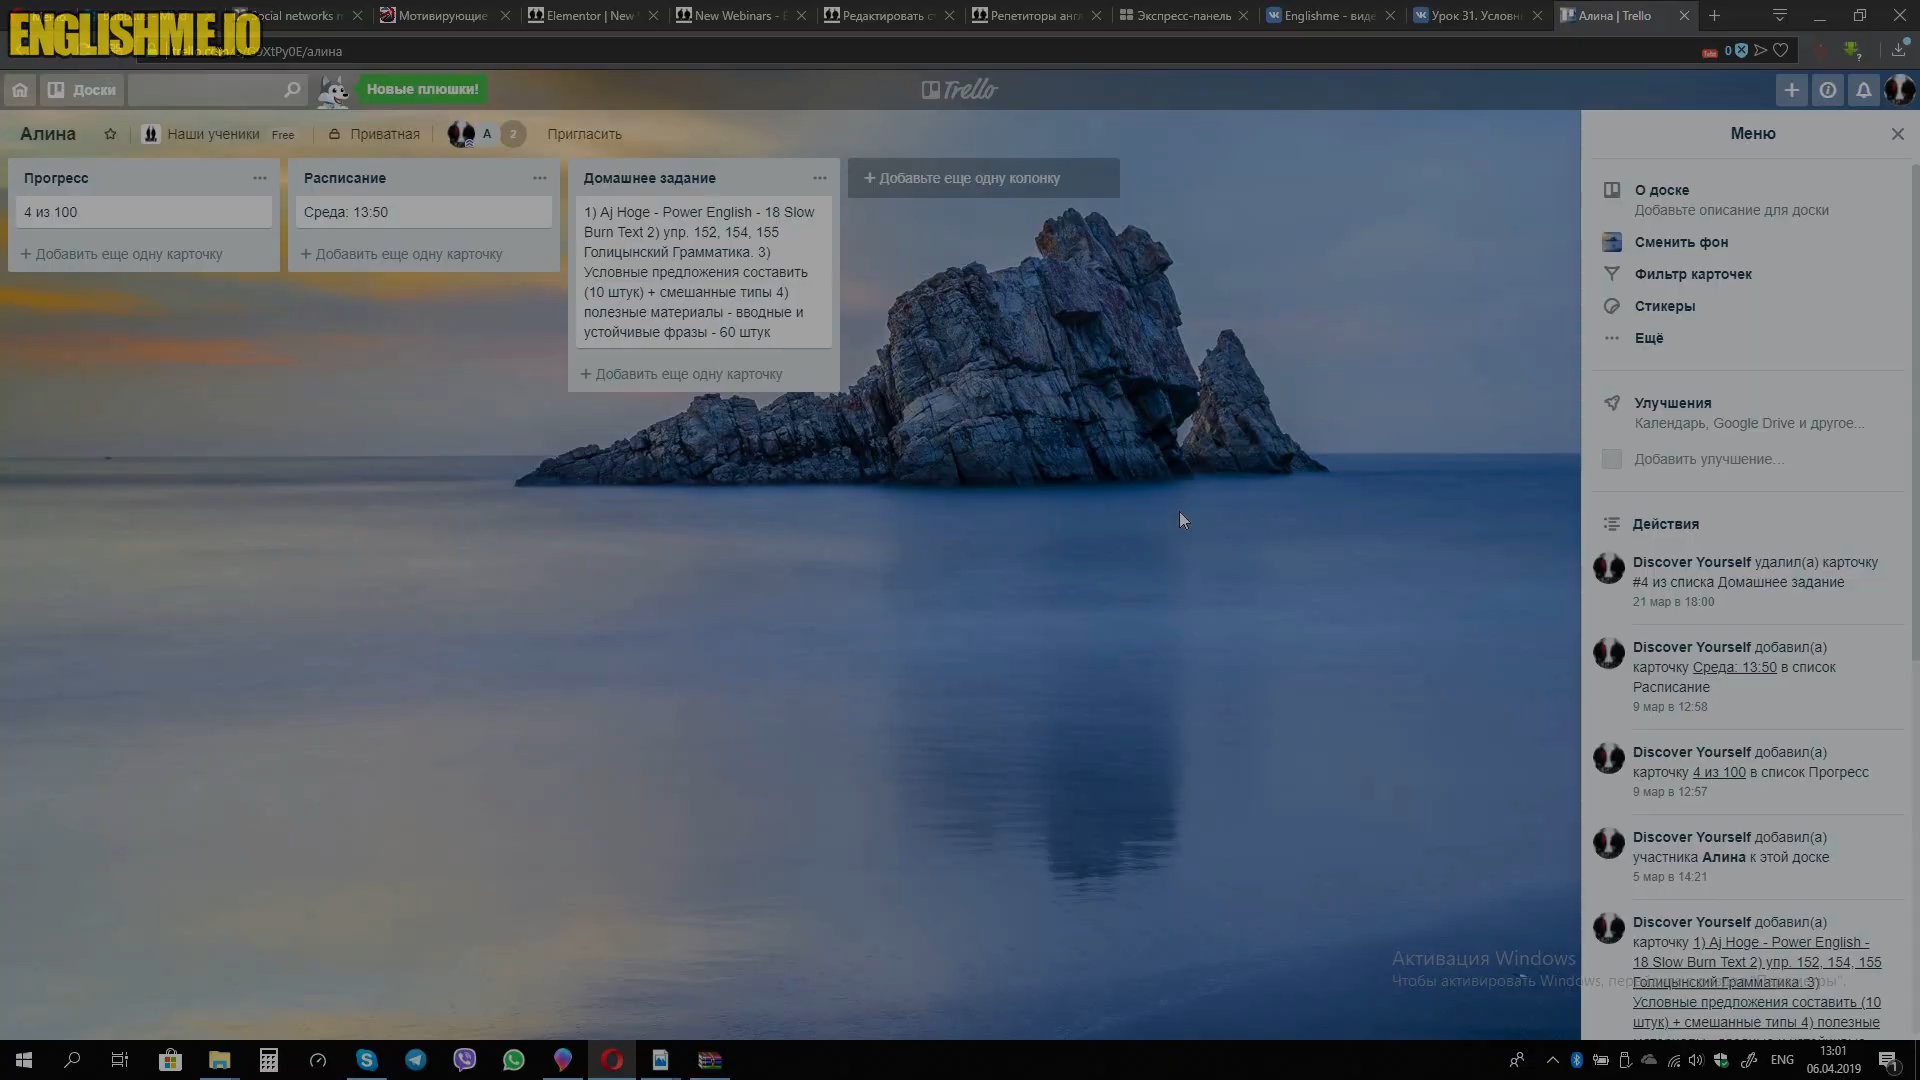 Social networks m
Мотивирующие
Elementor | New
New Webinars - E
Редактировать с
Репетиторы англ
Экспресс-панель
Englishme - виде
Урок 31. Условн
Алина | Trello
ENGLISHME.IO
XtPy0E/алина
0
Доски
Новые плюшки!
Trello
Алина
Наши ученики Free
Приватная
A
2
Пригласить
Прогресс
4 из 100
+ Добавить еще одну карточку
Расписание
Среда: 13:50
+ Добавить еще одну карточку
Домашнее задание
1) Aj Hoge - Power English - 18 Slow
Burn Text 2) упр. 152, 154, 155
Голицынский Грамматика. 3)
Условные предложения составить
(10 штук) + смешанные типы 4)
полезные материалы - вводные и
устойчивые фразы - 60 штук
+ Добавить еще одну карточку
+ Добавьте еще одну колонку
Меню
О доске
Добавьте описание для доски
Сменить фон
Фильтр карточек
Стикеры
Ещё
Улучшения
Календарь, Google Drive и другое...
Добавить улучшение…
Действия
Discover Yourself удалил(а) карточку
#4 из списка Домашнее задание
21 мар в 18:00
Discover Yourself добавил(а)
карточку Среда: 13:50 в список
Расписание
9 мар в 12:58
Discover Yourself добавил(а)
карточку 4 из 100 в список Прогресс
9 мар в 12:57
Discover Yourself добавил(а)
участника Алина к этой доске
5 мар в 14:21
Discover Yourself добавил(а)
карточку 1) Aj Hoge - Power English -
18 Slow Burn Text 2) упр. 152, 154, 155
Голицынский Грамматика. 3)
Условные предложения составить (10
штук) + смешанные типы 4) полезные
Активация Windows
Чтобы активировать Windows,
ENG
13:01
06.04.2019
1